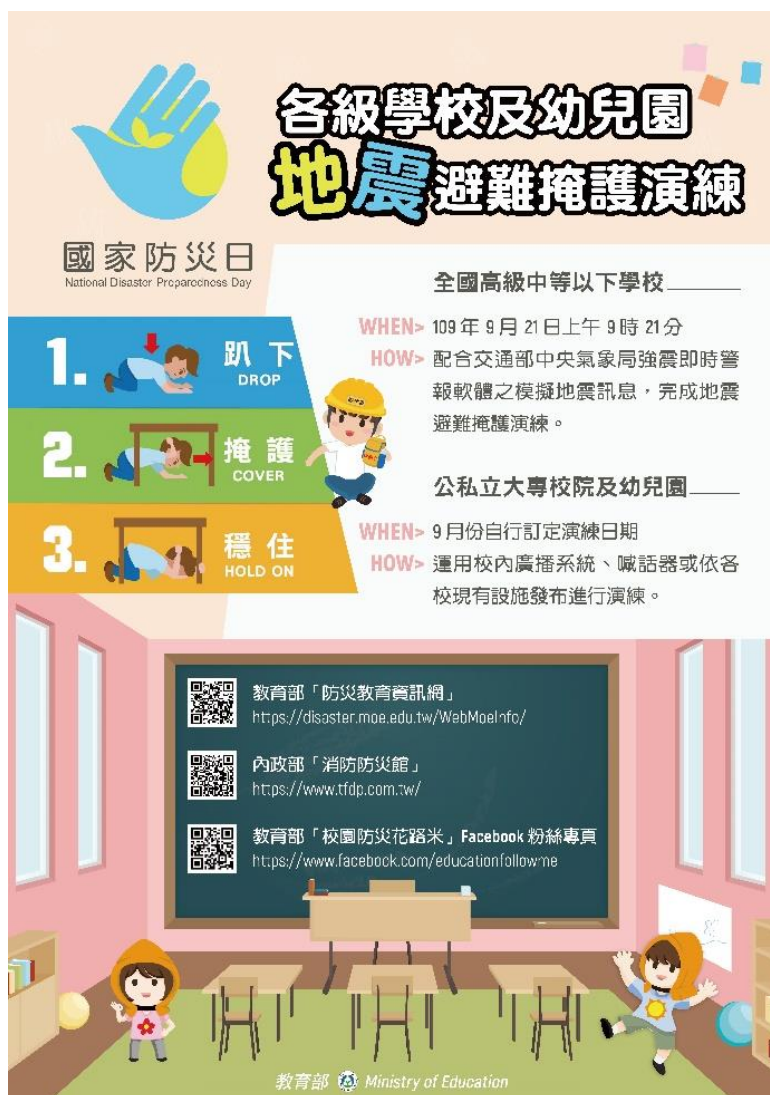 各級學校及幼兒園
地震避難掩護演練
國家防災日
National Disaster Preparedness Day
1.
趴下
DROP
2.
掩護
COVER
3.
穩住
HOLD ON
全國高級中等以下學校
WHEN> 109年9月21日上午9時21分
HOW> 配合交通部中央氣象局強震即時警
報軟體之模擬地震訊息，完成地震
避難掩護演練。
公私立大專校院及幼兒園
WHEN> 9月份自行訂定演練日期
HOW> 運用校內廣播系統、喊話器或依各
校現有設施發布進行演練。
教育部「防災教育資訊網」
https://disaster.moe.edu.tw/WebMoeInfo/
內政部「消防防災館」
https://www.tfdp.com.tw/
教育部「校園防災花路米」Facebook 粉絲專頁
https://www.facebook.com/educationfollowme
教育部 Ministry of Education